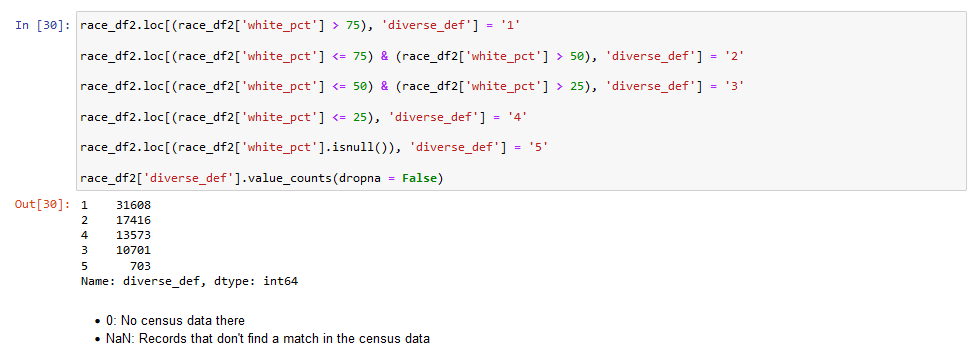 In [30]: race_df2.loc[(race_df2['white_pct'] > 75), 'diverse_def'] = '1'
race_df2.loc[(race_df2['white_pct'] <= 75) & (race_df2['white_pct'] > 50), 'diverse_def'] = '2'
race_df2.loc[(race_df2['white_pct'] <= 50) & (race_df2['white_pct'] > 25), 'diverse_def'] = '3'
race_df2.loc[(race_df2['white_pct'] <= 25), 'diverse_def'] = '4'
race_df2.loc[(race_df2['white_pct'].isnull()), 'diverse_def'] = '5'
race_df2['diverse_def'].value_counts(dropna = False)
Out[30]: 1    31608
2    17416
4    13573
3    10701
5      703
Name: diverse_def, dtype: int64
• 0: No census data there
• NaN: Records that don't find a match in the census data